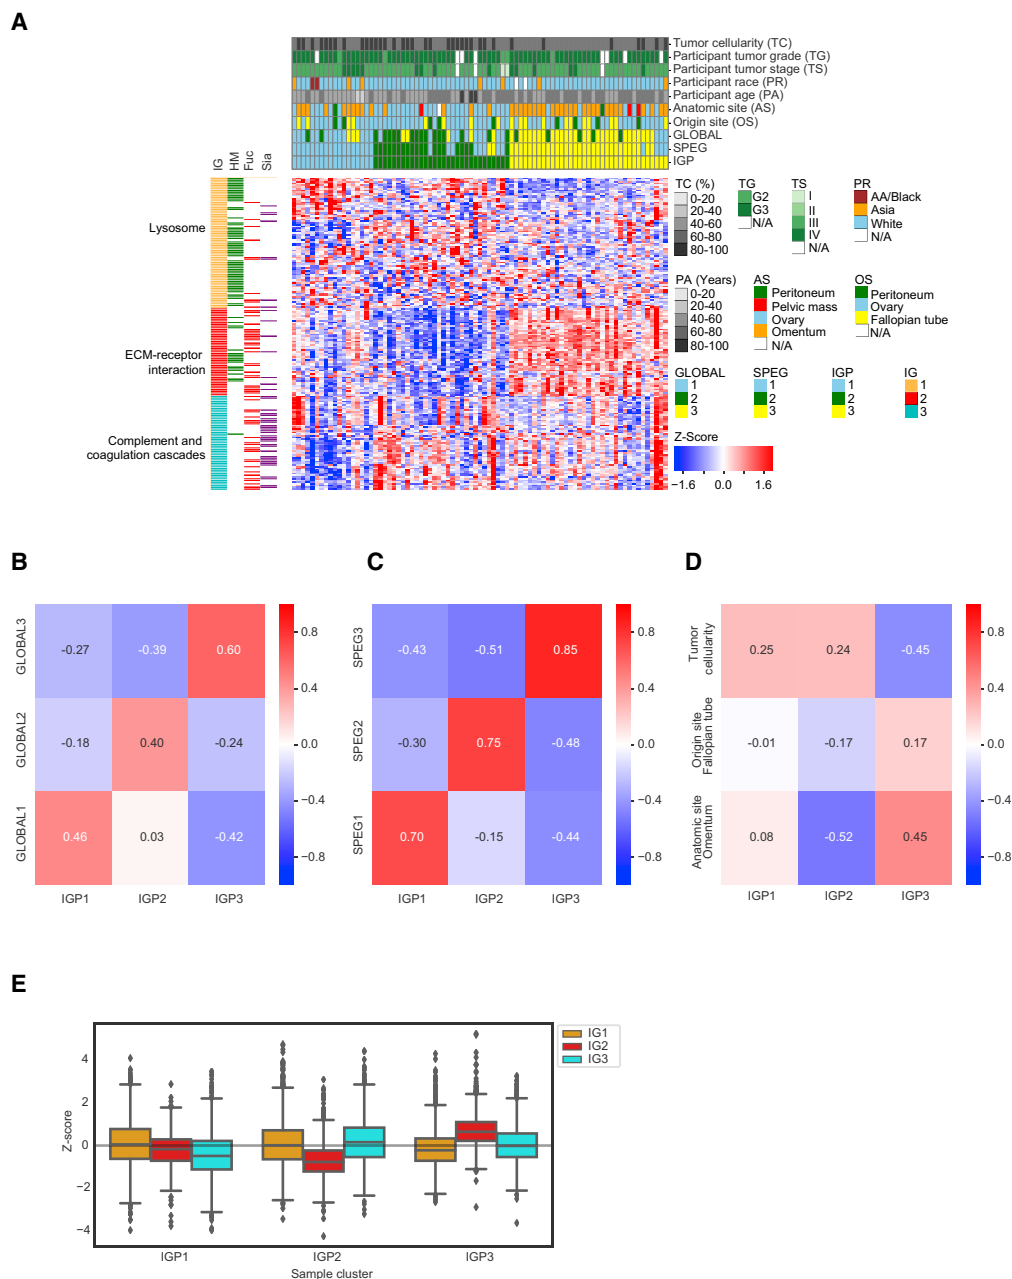 A
Tumor cellularity (TC)
Participant tumor grade (TG)
Participant tumor stage (TS)
Participant race (PR)
Participant age (PA)
Anatomic site (AS)
Origin site (OS)
GLOBAL
SPEG
IGP
IG HM Fuc Sia
Lysosome
ECM-receptor
interaction
Complement and
coagulation cascades
TC (%)
0-20
20-40
40-60
60-80
80-100
TG
G2
G3
N/A
TS
I
II
III
IV
N/A
PR
AA/Black
Asia
White
N/A
PA (Years)
0-20
20-40
40-60
60-80
80-100
AS
Peritoneum
Pelvic mass
Ovary
Omentum
N/A
OS
Peritoneum
Ovary
Fallopian tube
N/A
GLOBAL
1
2
3
SPEG
1
2
3
IGP
1
2
3
IG
1
2
3
Z-Score
−1.6 0.0 1.6
B
GLOBAL3
GLOBAL2
GLOBAL1
-0.27 -0.39 0.60
-0.18 0.40 -0.24
0.46 0.03 -0.42
IGP1 IGP2 IGP3
0.8
0.4
0.0
−0.4
−0.8
C
SPEG3
SPEG2
SPEG1
-0.43 -0.51 0.85
-0.30 0.75 -0.48
0.70 -0.15 -0.44
IGP1 IGP2 IGP3
0.8
0.4
0.0
−0.4
−0.8
D
Tumor
cellularity
Origin site
Fallopian tube
Anatomic site
Omentum
0.25 0.24 -0.45
-0.01 -0.17 0.17
0.08 -0.52 0.45
IGP1 IGP2 IGP3
0.8
0.4
0.0
−0.4
−0.8
E
Z-score
4
2
0
−2
−4
IGP1 IGP2 IGP3
Sample cluster
IG1
IG2
IG3